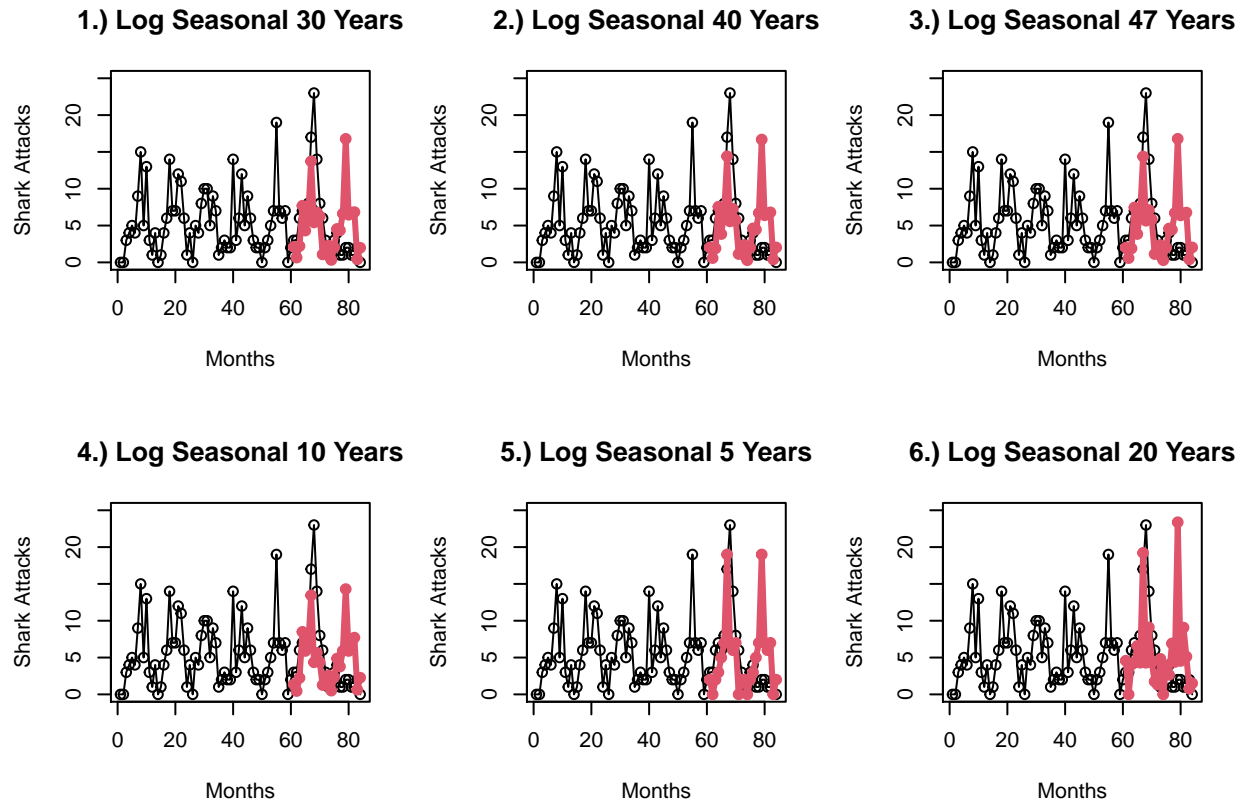 1.) Log Seasonal 30 Years
Shark Attacks
20
10
5
0
0 20 40 60 80
Months
2.) Log Seasonal 40 Years
Shark Attacks
20
10
5
0
0 20 40 60 80
Months
3.) Log Seasonal 47 Years
Shark Attacks
20
10
5
0
0 20 40 60 80
Months
4.) Log Seasonal 10 Years
Shark Attacks
20
10
5
0
0 20 40 60 80
Months
5.) Log Seasonal 5 Years
Shark Attacks
20
10
5
0
0 20 40 60 80
Months
6.) Log Seasonal 20 Years
Shark Attacks
20
10
5
0
0 20 40 60 80
Months